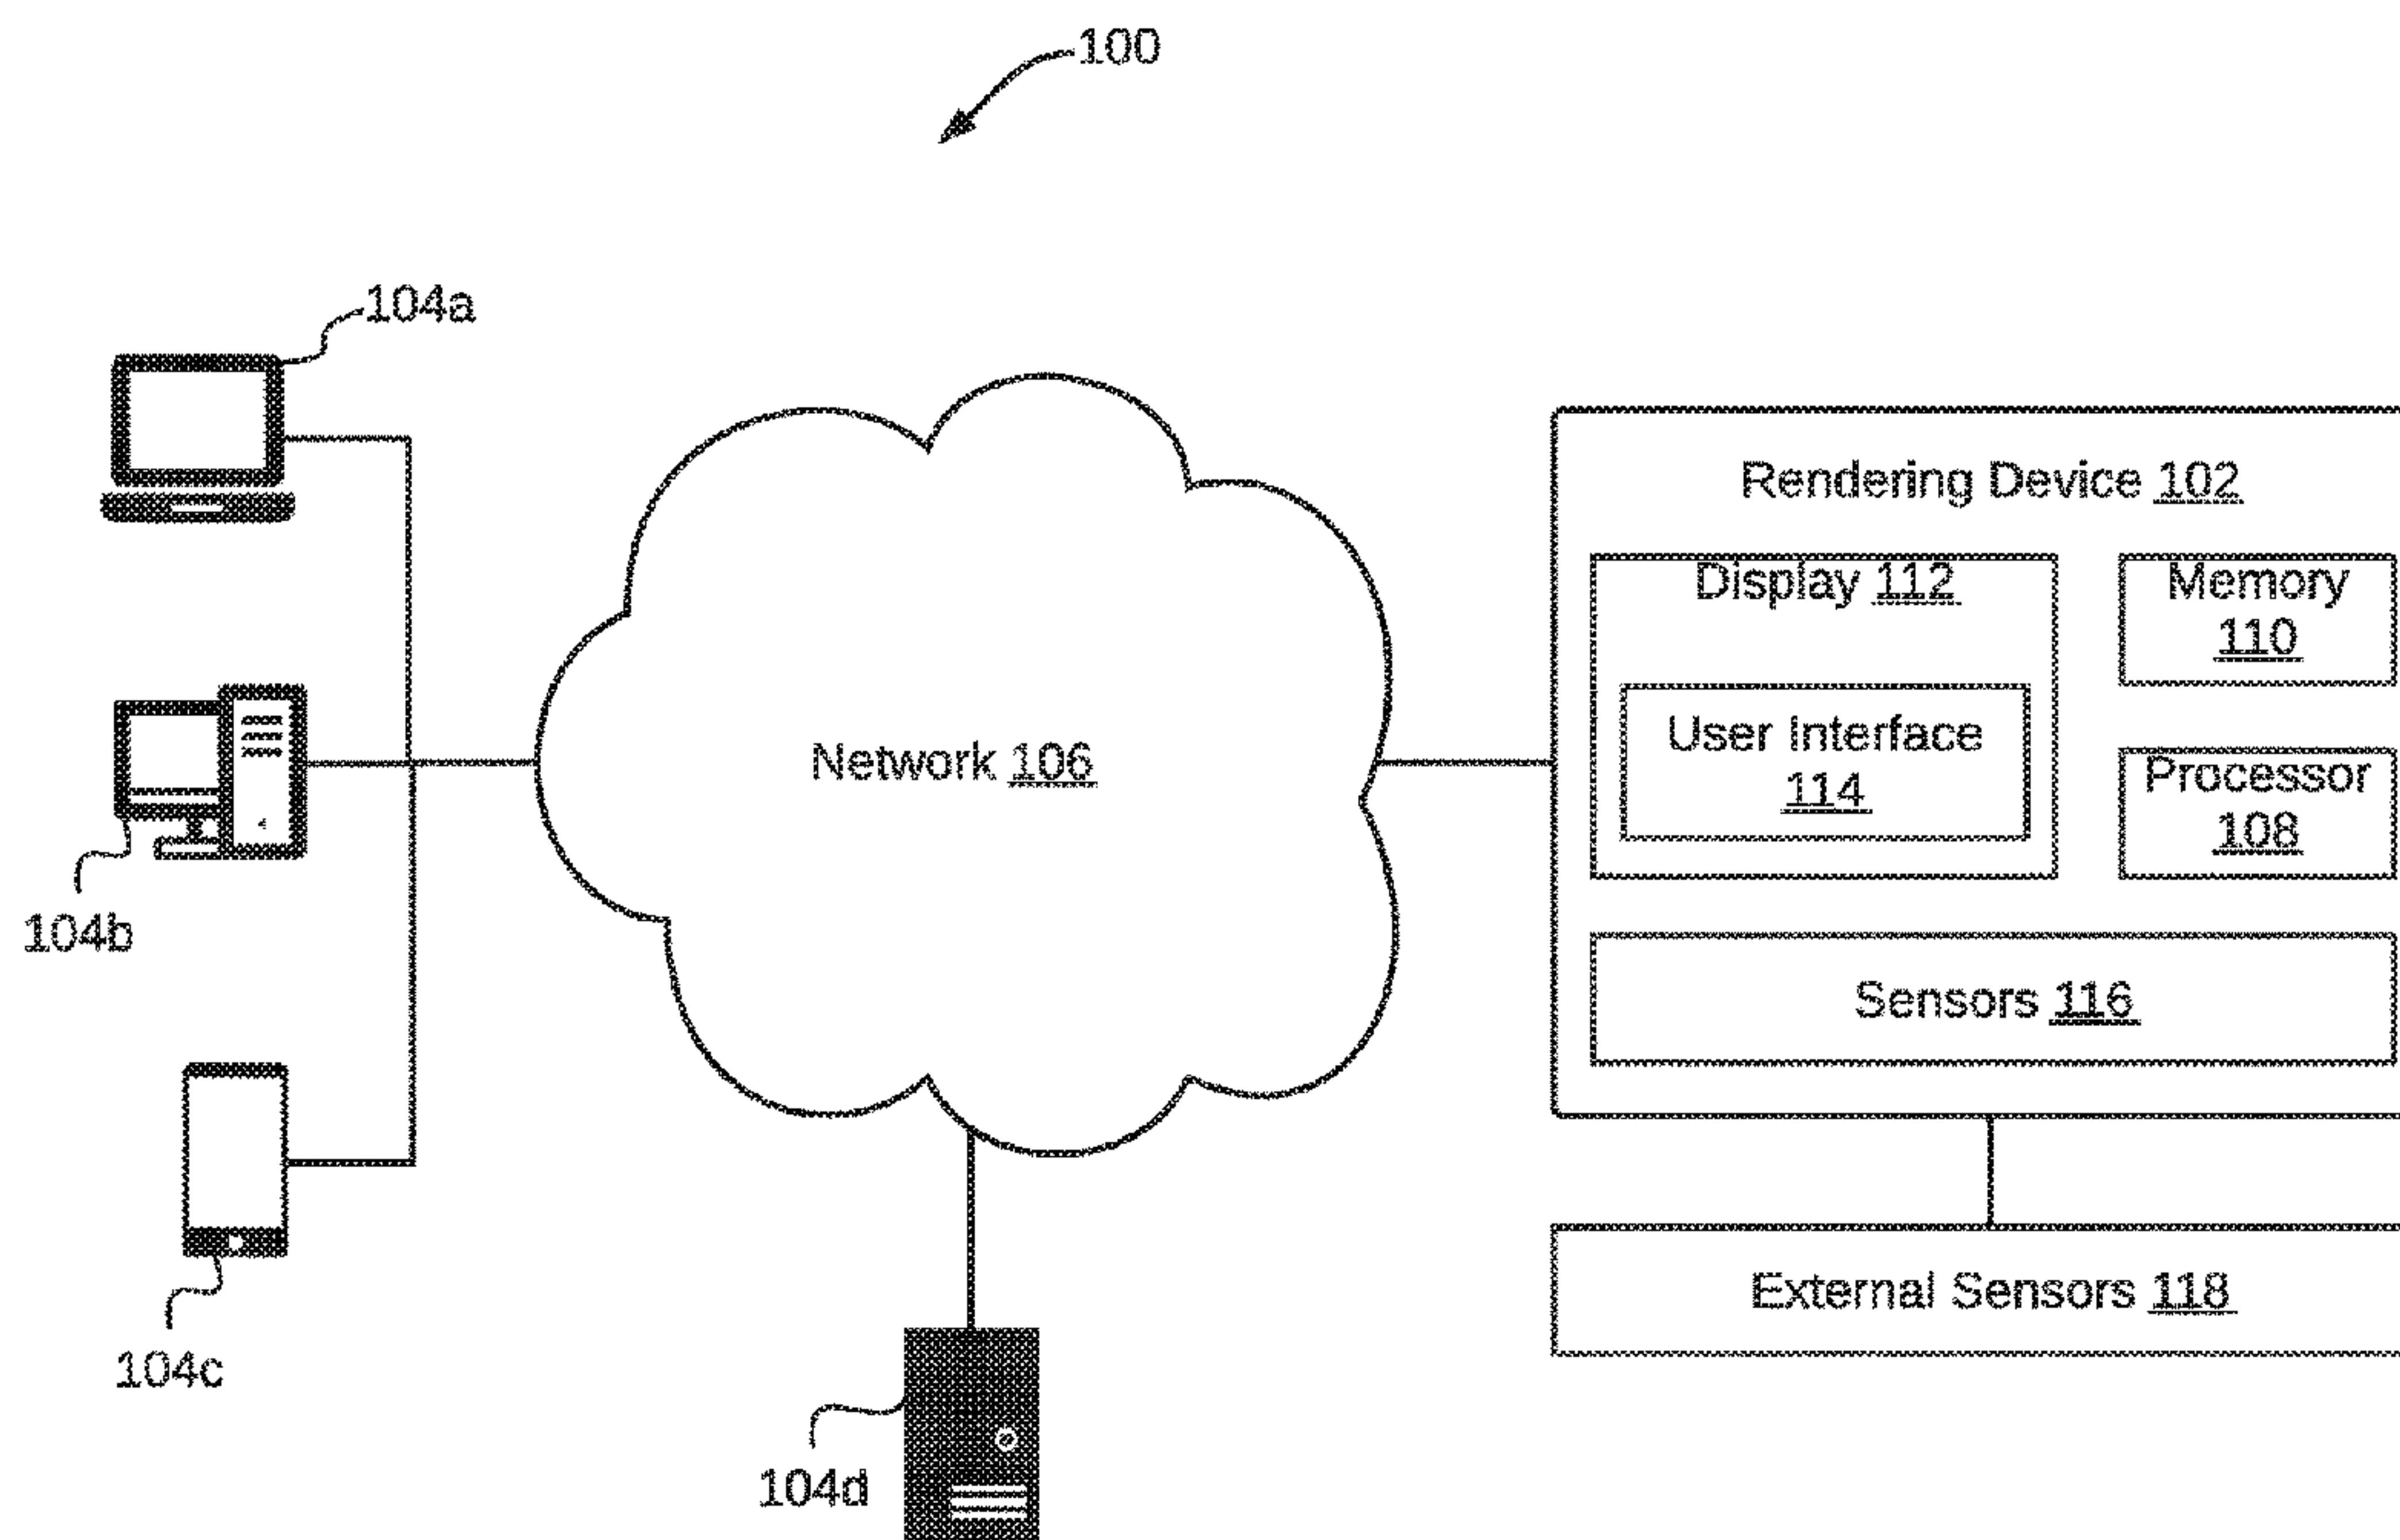 100
104a
Rendering Device 102
Display 112
Memory
110
User Interface
114
Processor
108
Network 106
104b
Sensors 116
External Sensors 118
104c
104d